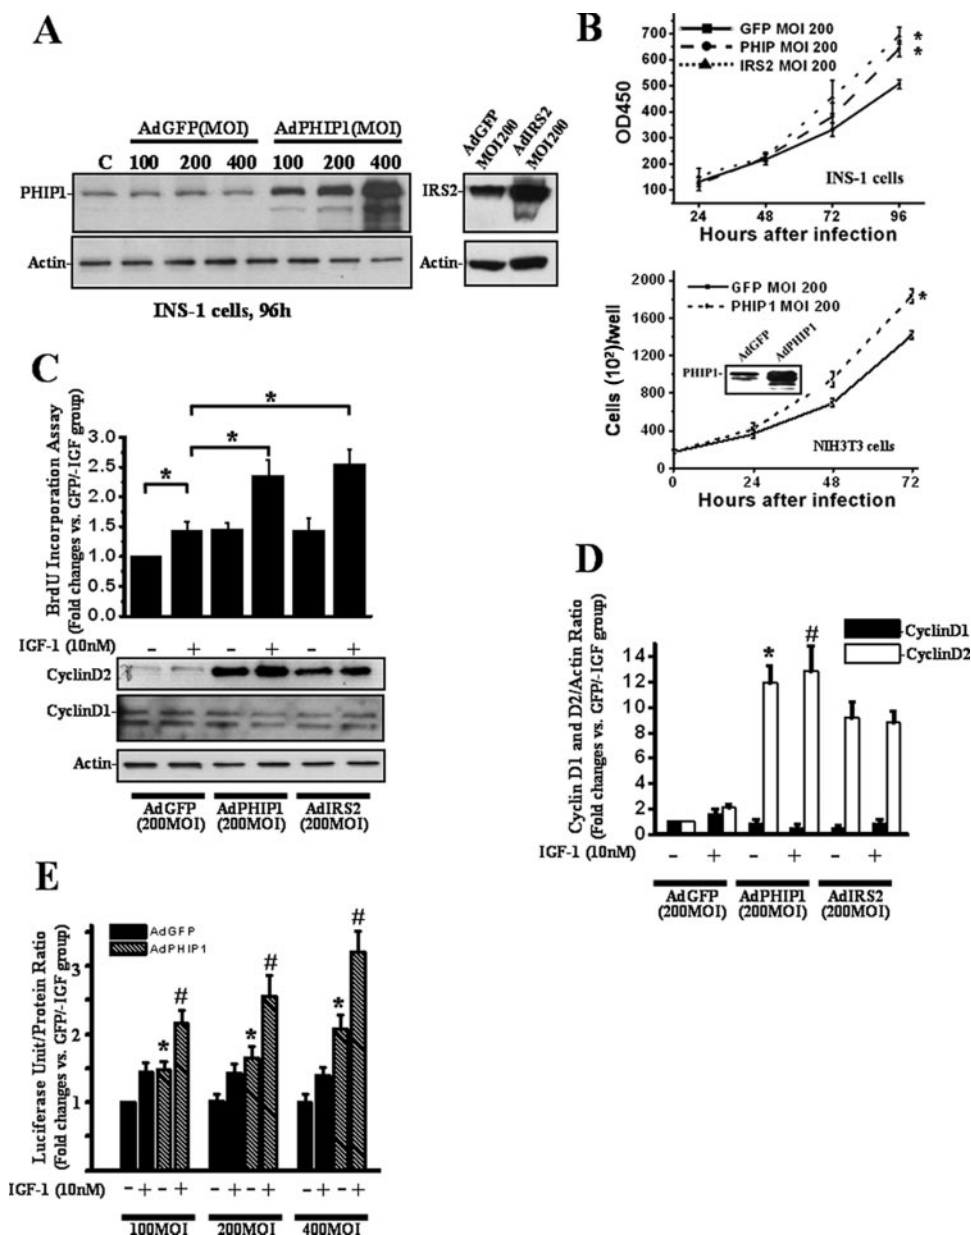 A
AdGFP(MOI) AdPHIP1(MOI)
C 100 200 400 100 200 400
PHIP1
Actin-
INS-1 cells, 96h
AdGFP
MOI200
AdIRS2
MOI200
IRS2
Actin-
B
OD450
700
600
500
400
300
200
100
GFP MOI 200
PHIP MOI 200
IRS2 MOI 200
*
*
INS-1 cells
24 48 72 96
Hours after infection
Cells (10²)/well
2000
1600
1200
800
400
0
GFP MOI 200
PHIP1 MOI 200
*
AdGFP
AdPHIP1
PHIP1-
NIH3T3 cells
0 24 48 72
Hours after infection
C
BrdU Incorporation Assay
(Fold changes vs. GFP/-IGF group)
3.0
2.5
2.0
1.5
1.0
0.5
0.0
*
*
*
IGF-1 (10nM) - + - + - +
CyclinD2
CyclinD1-
Actin-
AdGFP AdPHIP1 AdIRS2
(200MOI) (200MOI) (200MOI)
D
Cyclin D1 and D2/Actin Ratio
(Fold changes vs. GFP/-IGF group)
14
12
10
8
6
4
2
0
CyclinD1
CyclinD2
* #
IGF-1 (10nM) - + - + - +
AdGFP AdPHIP1 AdIRS2
(200MOI) (200MOI) (200MOI)
E
Luciferase Unit/Protein Ratio
(Fold changes vs. GFP/-IGF group)
3
2
1
AdGFP
AdPHIP1
* # * # * #
IGF-1 (10nM) - + - + - + - + - + - +
100MOI 200MOI 400MOI